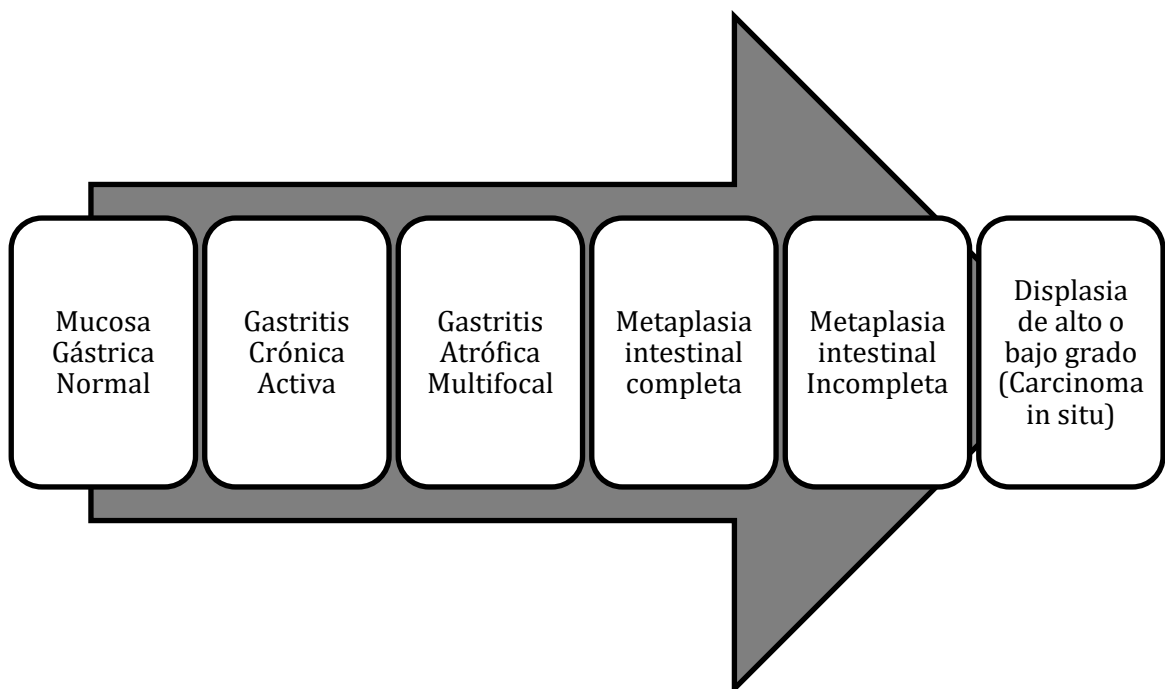 Mucosa
Gástrica
Normal
Gastritis
Crónica
Activa
Gastritis
Atrófica
Multifocal
Metaplasia
intestinal
completa
Metaplasia
intestinal
Incompleta
Displasia
de alto o
bajo grado
(Carcinoma
in situ)